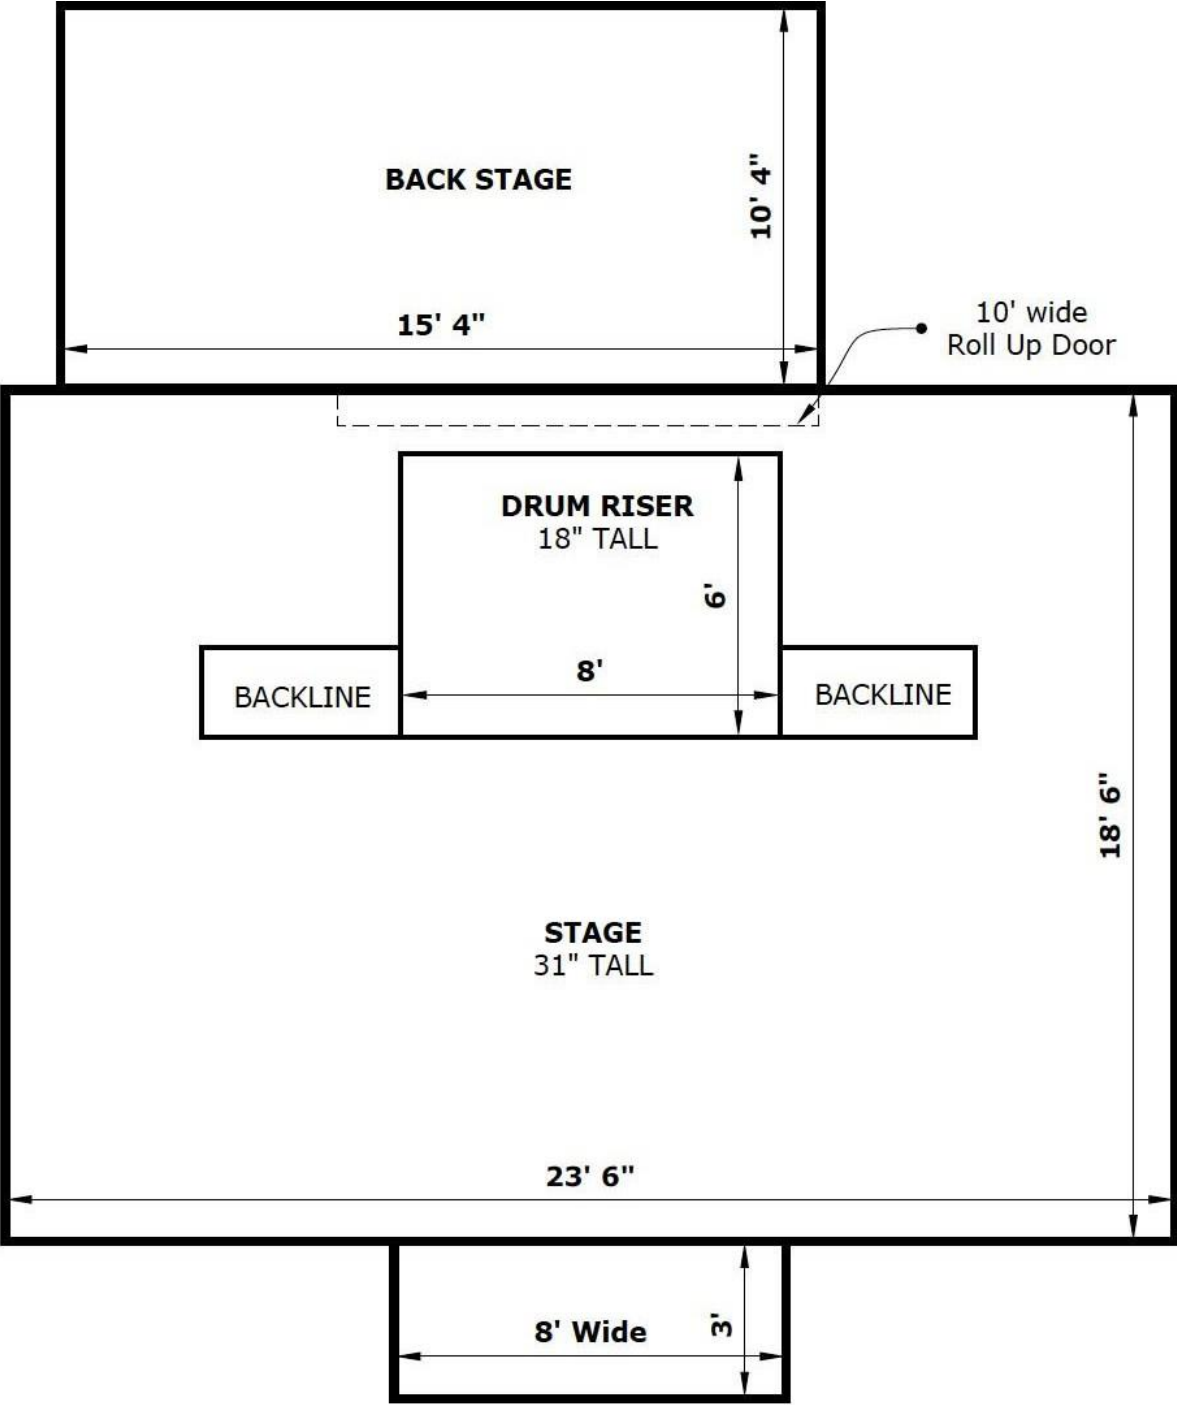 BACK STAGE
10' 4"
15' 4"
10' wide
Roll Up Door
DRUM RISER
18" TALL
6'
8'
BACKLINE
BACKLINE
18' 6"
STAGE
31" TALL
23' 6"
8' Wide
3'